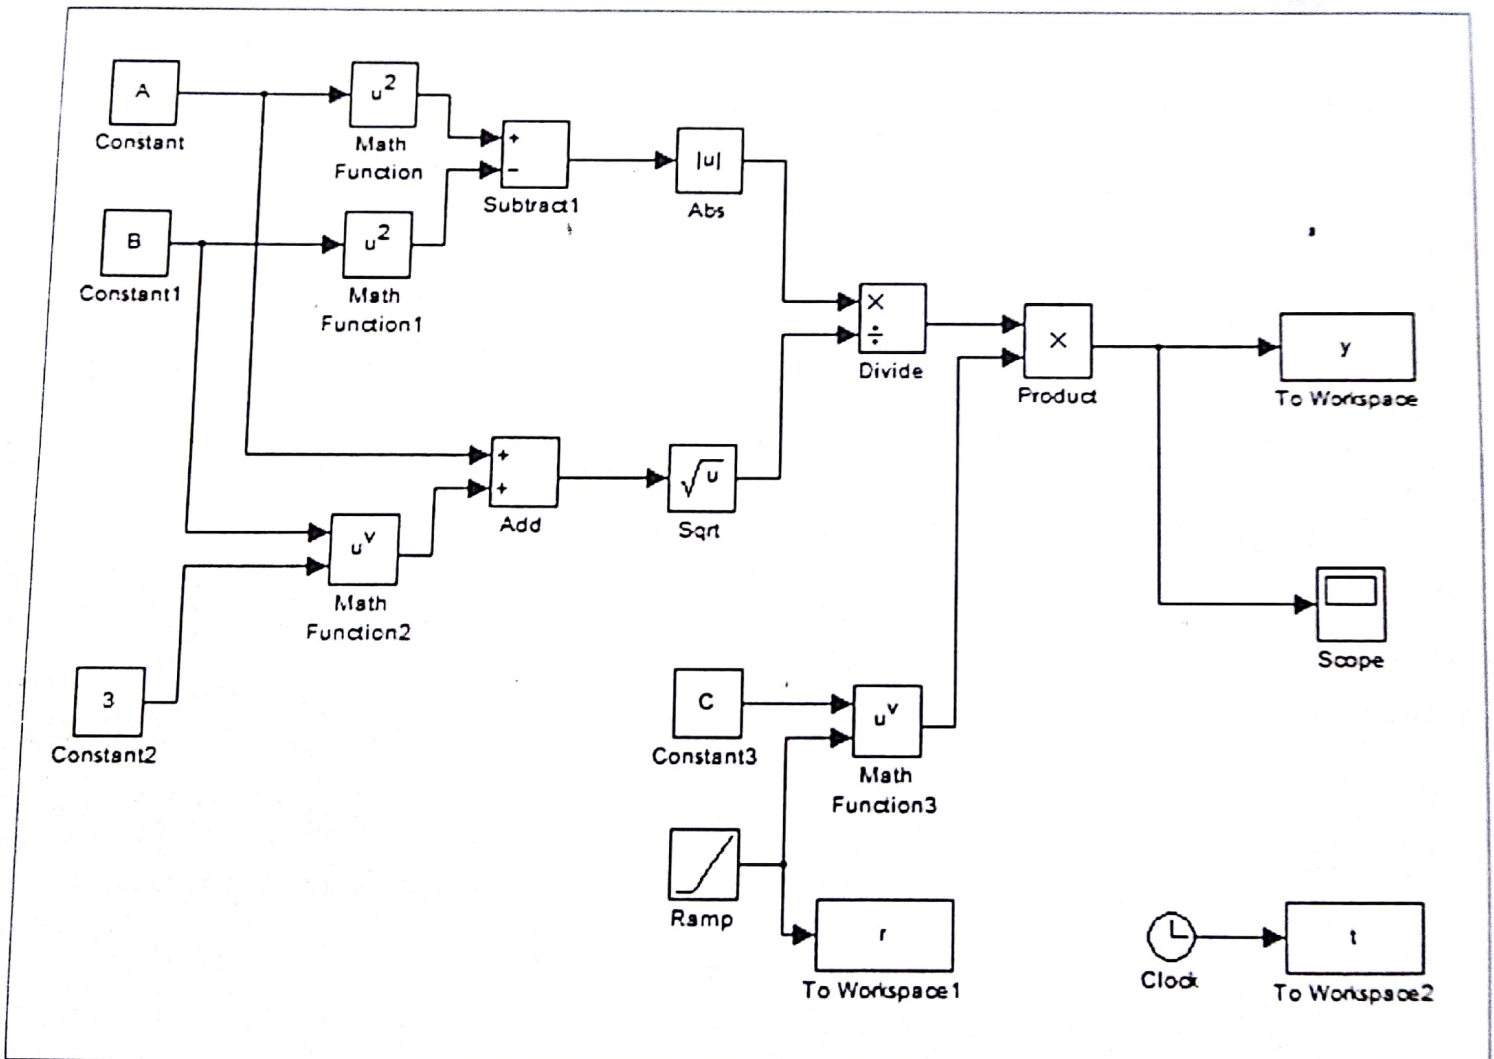 A
Constant
u²
Math
Function
+
−
Subtract1
|u|
Abs
B
Constant1
u²
Math
Function1
×
÷
Divide
×
Product
y
To Workspace
+
+
Add
√u
Sqrt
uᵛ
Math
Function2
3
Constant2
Scope
C
Constant3
uᵛ
Math
Function3
Ramp
r
To Workspace1
Clock
t
To Workspace2